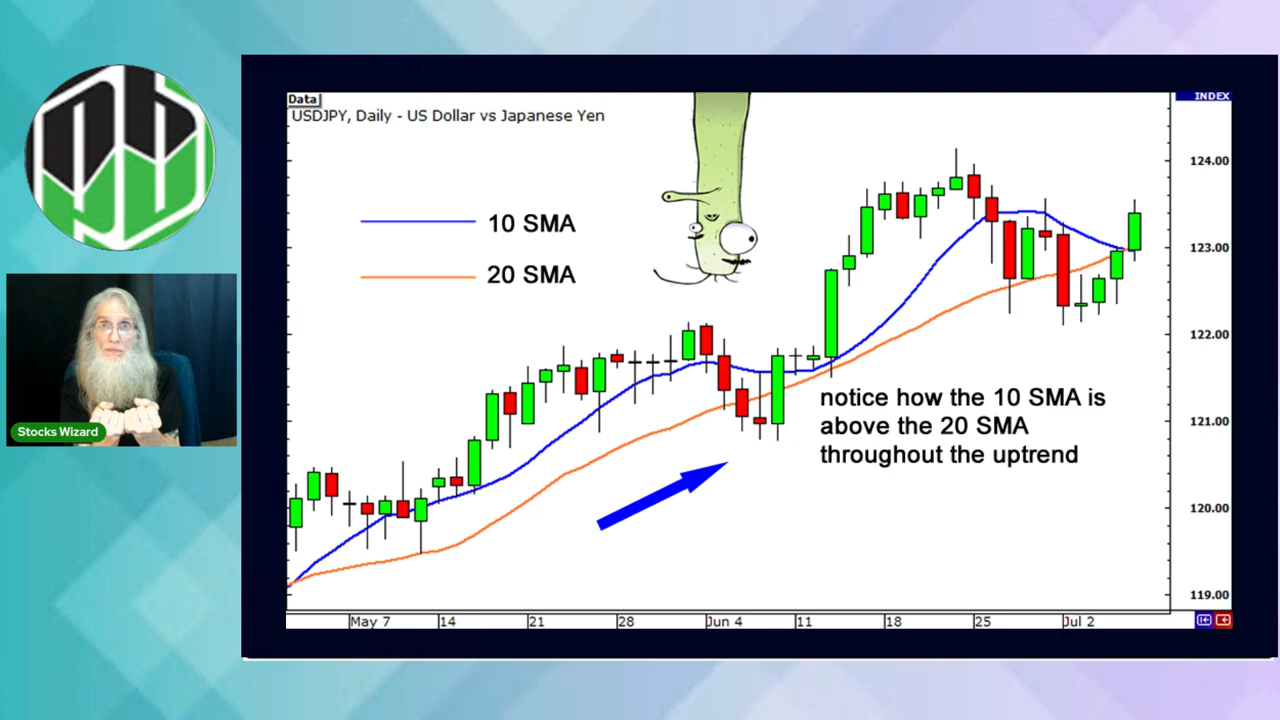 Data
INDEX
USDJPY, Daily - US Dollar vs Japanese Yen
124.00
10 SMA
123.00
20 SMA
122.00
notice how the 10 SMA is
above the 20 SMA
throughout the uptrend
121.00
Stocks Wizard
120.00
119.00
May 7 14 21 28 Jun 4 11 18 25 Jul 2